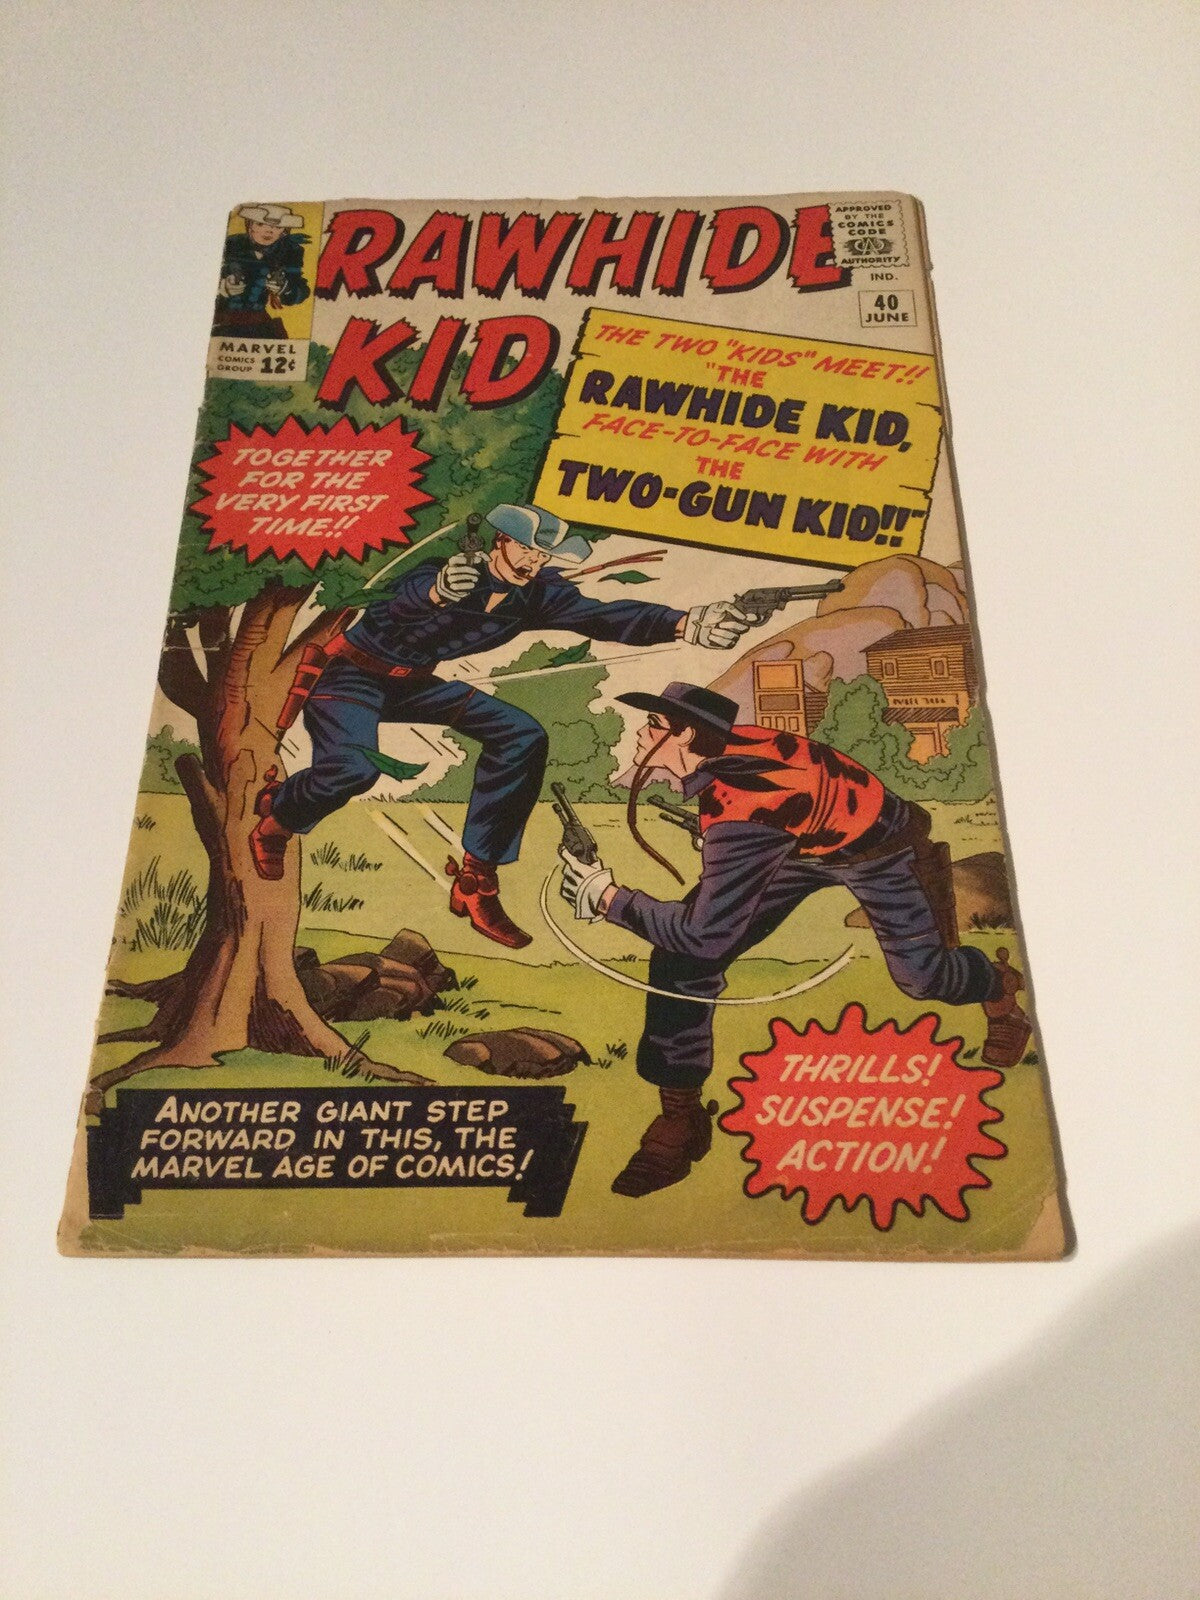 RAWHIDE
KID
MARVEL
COMICS
GROUP 12¢
APPROVED
BY THE
COMICS
CODE
AUTHORITY
IND.
40
JUNE
THE TWO "KIDS" MEET!!
"THE
RAWHIDE KID,
FACE-TO-FACE WITH
THE
TWO-GUN KID!!"
TOGETHER
FOR THE
VERY FIRST
TIME!!
ANOTHER GIANT STEP
FORWARD IN THIS, THE
MARVEL AGE OF COMICS!
THRILLS!
SUSPENSE!
ACTION!